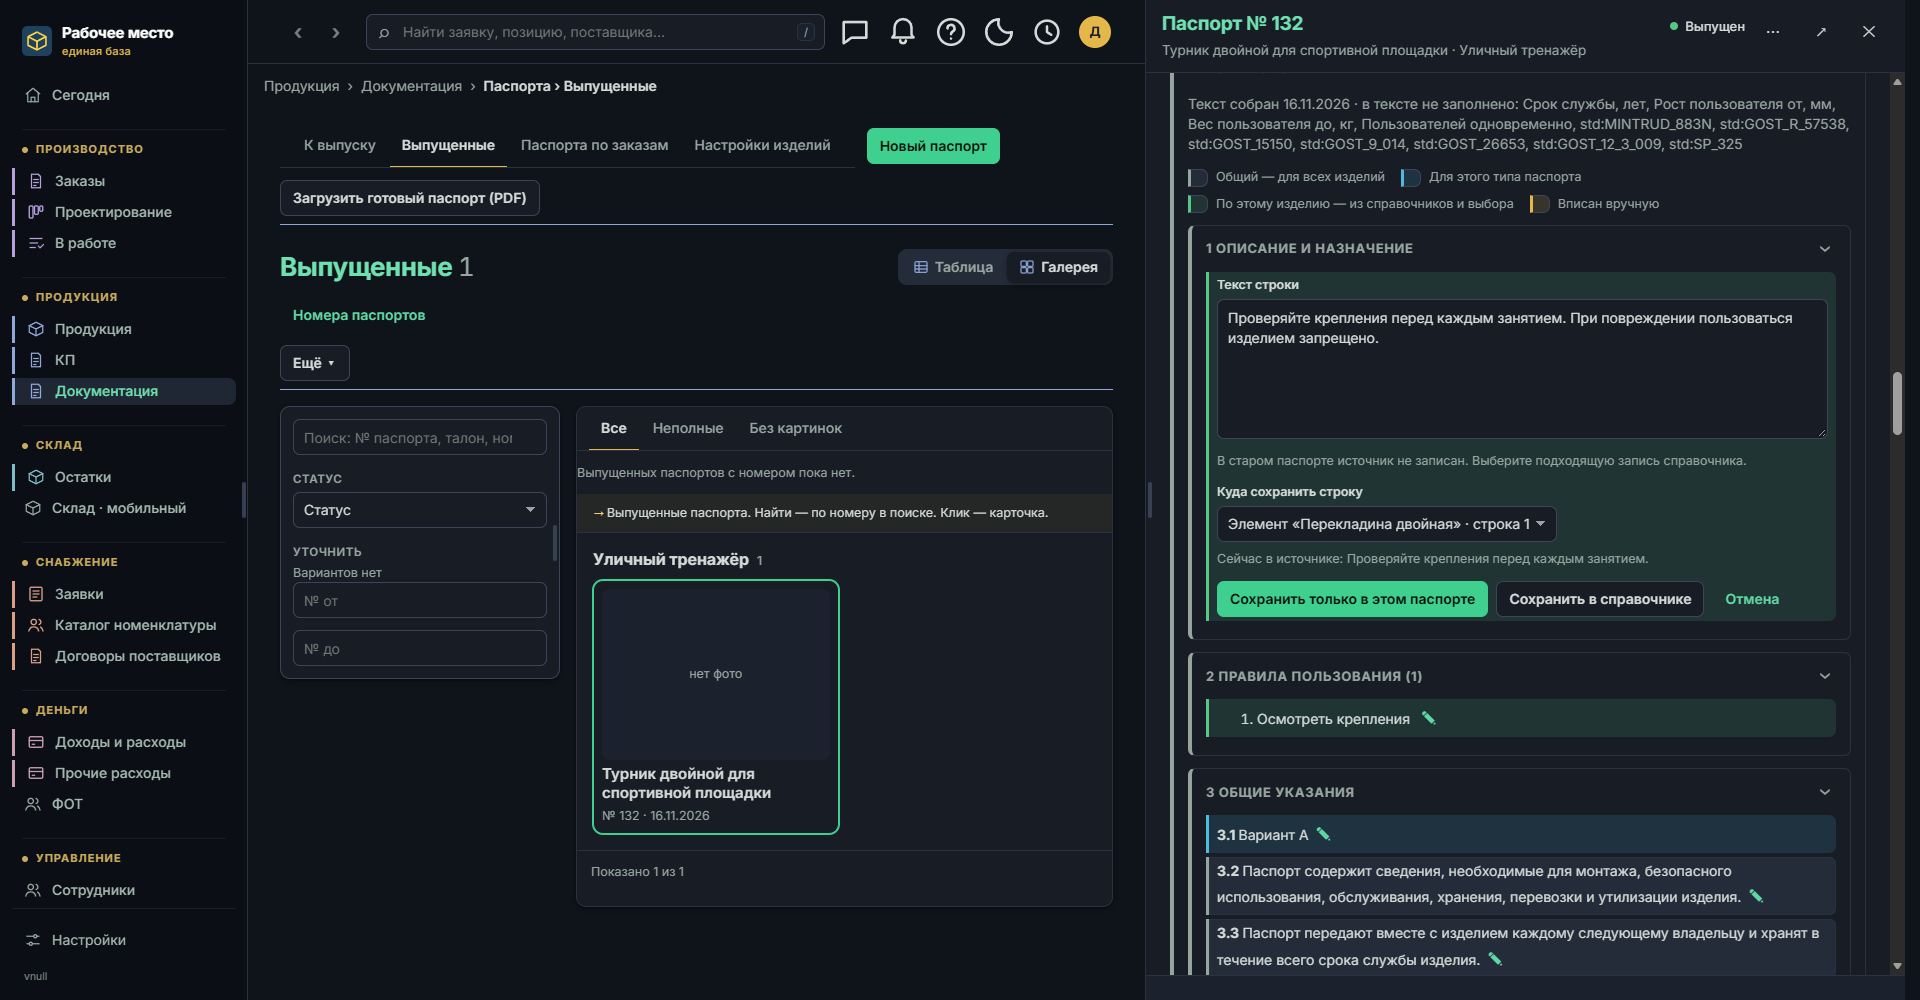 Рабочее место
единая база
Сегодня
ПРОИЗВОДСТВО
Заказы
Проектирование
В работе
ПРОДУКЦИЯ
Продукция
КП
Документация
СКЛАД
Остатки
Склад · мобильный
СНАБЖЕНИЕ
Заявки
Каталог номенклатуры
Договоры поставщиков
ДЕНЬГИ
Доходы и расходы
Прочие расходы
ФОТ
УПРАВЛЕНИЕ
Сотрудники
Настройки
vnull
Найти заявку, позицию, поставщика... /
Д
Продукция › Документация › Паспорта › Выпущенные
К выпуску Выпущенные Паспорта по заказам Настройки изделий Новый паспорт
Загрузить готовый паспорт (PDF)
Выпущенные 1
Таблица Галерея
Номера паспортов
Ещё
Поиск: № паспорта, талон, ног
СТАТУС
Статус
УТОЧНИТЬ
Вариантов нет
№ от
№ до
Все Неполные Без картинок
Выпущенных паспортов с номером пока нет.
→ Выпущенные паспорта. Найти — по номеру в поиске. Клик — карточка.
Уличный тренажёр 1
нет фото
Турник двойной для
спортивной площадки
№ 132 · 16.11.2026
Показано 1 из 1
Паспорт № 132
Выпущен ...
Турник двойной для спортивной площадки · Уличный тренажёр
Текст собран 16.11.2026 · в тексте не заполнено: Срок службы, лет, Рост пользователя от, мм,
Вес пользователя до, кг, Пользователей одновременно, std:MINTRUD_883N, std:GOST_R_57538,
std:GOST_15150, std:GOST_9_014, std:GOST_26653, std:GOST_12_3_009, std:SP_325
Общий — для всех изделий Для этого типа паспорта
По этому изделию — из справочников и выбора Вписан вручную
1 ОПИСАНИЕ И НАЗНАЧЕНИЕ
Текст строки
Проверяйте крепления перед каждым занятием. При повреждении пользоваться
изделием запрещено.
В старом паспорте источник не записан. Выберите подходящую запись справочника.
Куда сохранить строку
Элемент «Перекладина двойная» · строка 1
Сейчас в источнике: Проверяйте крепления перед каждым занятием.
Сохранить только в этом паспорте Сохранить в справочнике Отмена
2 ПРАВИЛА ПОЛЬЗОВАНИЯ (1)
1. Осмотреть крепления
3 ОБЩИЕ УКАЗАНИЯ
3.1 Вариант А
3.2 Паспорт содержит сведения, необходимые для монтажа, безопасного
использования, обслуживания, хранения, перевозки и утилизации изделия.
3.3 Паспорт передают вместе с изделием каждому следующему владельцу и хранят в
течение всего срока службы изделия.